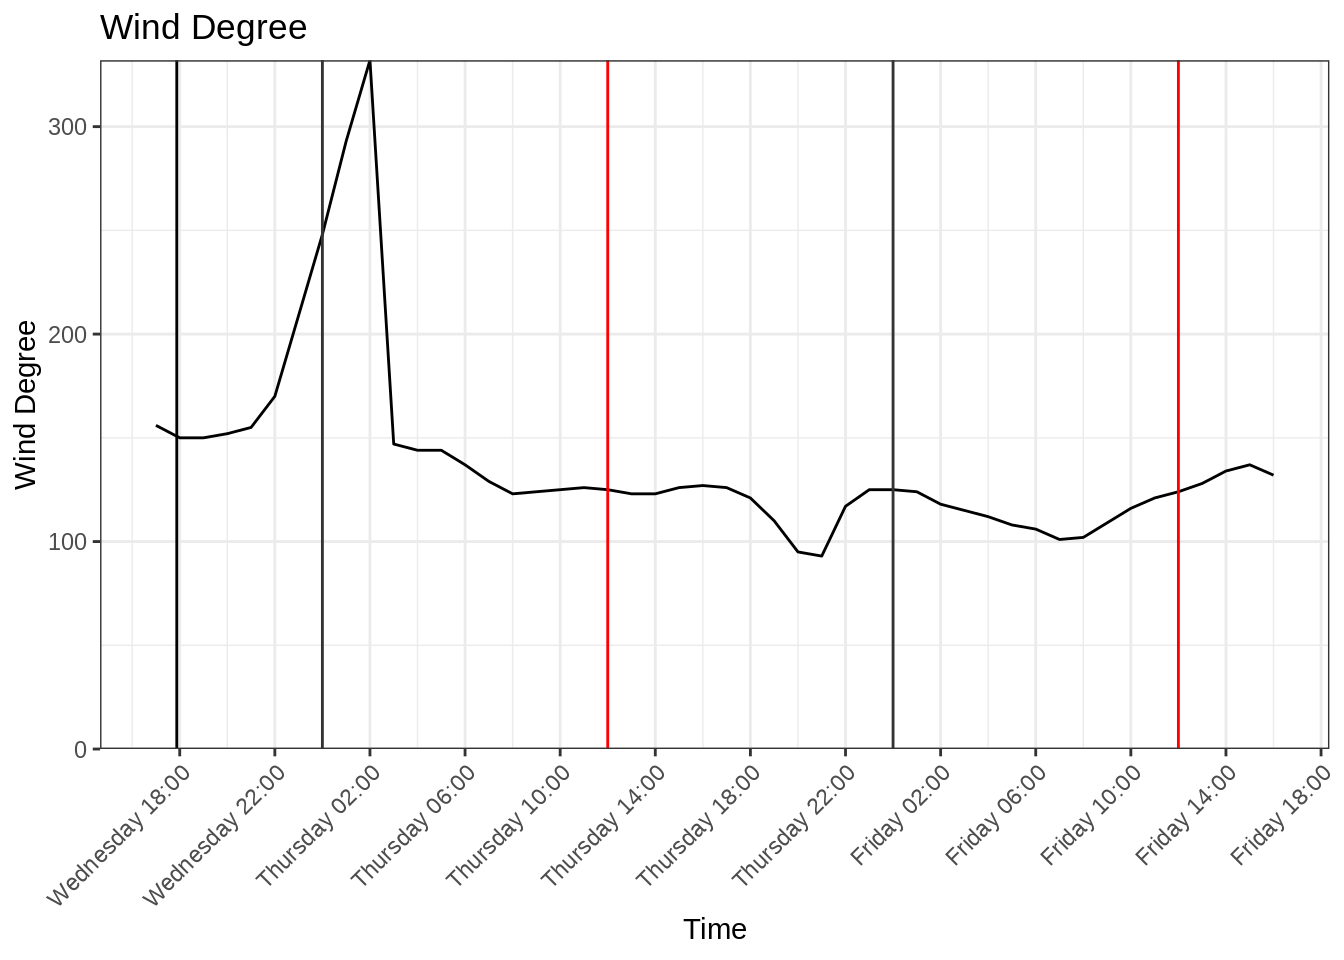 Wind Degree
Wind Degree
300
200
100
0
Wednesday 18:00
Wednesday 22:00
Thursday 02:00
Thursday 06:00
Thursday 10:00
Thursday 14:00
Thursday 18:00
Thursday 22:00
Friday 02:00
Friday 06:00
Friday 10:00
Friday 14:00
Friday 18:00
Time